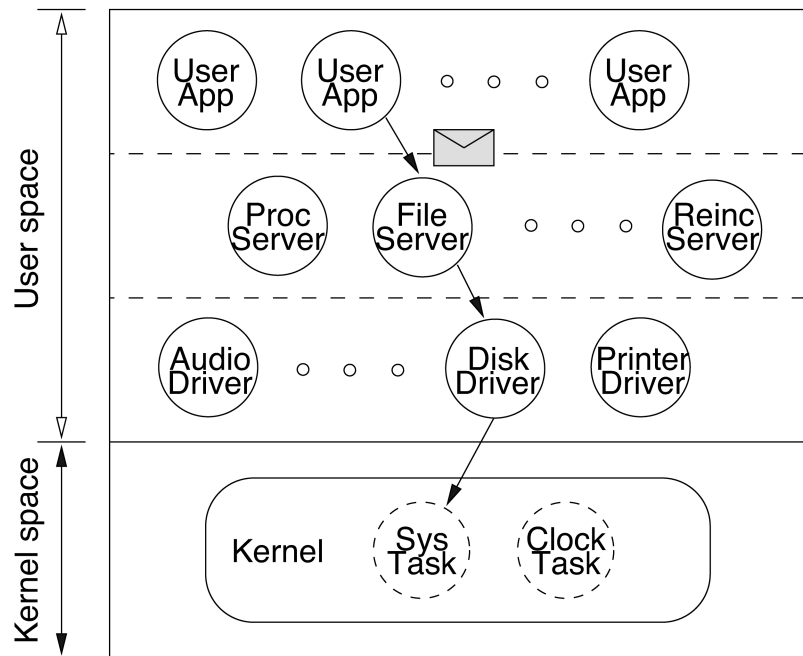 User
App
User
App
User
App
Proc
Server
File
Server
Reinc
Server
Audio
Driver
Disk
Driver
Printer
Driver
Kernel
Sys
Task
Clock
Task
User space
Kernel space